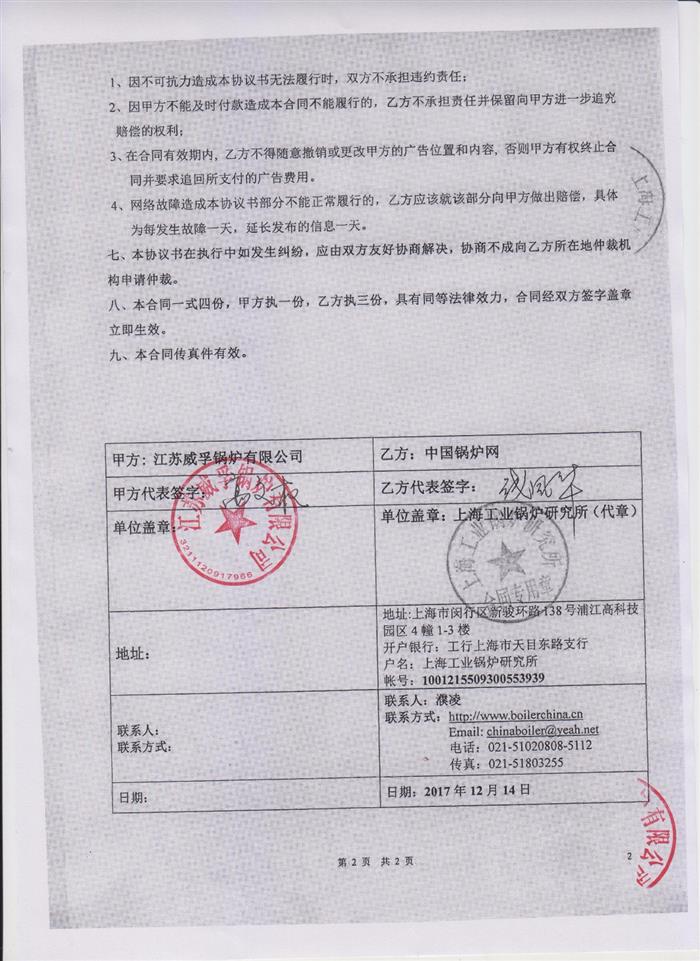 1、因不可抗力造成本协议书无法履行时，双方不承担违约责任；
2、因甲方不能及时付款造成本合同不能履行的，乙方不承担责任并保留向甲方进一步追究
赔偿的权利；
3、在合同有效期内，乙方不得随意撤销或更改甲方的广告位置和内容，否则甲方有权终止合
同并要求追回所支付的广告费用。
4、网络故障造成本协议书部分不能正常履行的，乙方应该就该部分向甲方做出赔偿，具体
为每发生故障一天，延长发布的信息一天。
上海工
七、本协议书在执行中如发生纠纷，应由双方友好协商解决，协商不成向乙方所在地仲裁机
构申请仲裁。
八、本合同一式四份，甲方执一份，乙方执三份，具有同等法律效力，合同经双方签字盖章
立即生效。
九、本合同传真件有效。
甲方：江苏威孚锅炉有限公司
乙方：中国锅炉网
甲方代表签字：
乙方代表签字：
单位盖章：
江苏威孚锅炉有限公司
3211120917966
单位盖章：上海工业锅炉研究所（代章）
上海工业锅炉研究所
合同专用章
地址：
地址:上海市闵行区新骏环路138号浦江高科技
园区4幢1-3楼
开户银行：工行上海市天目东路支行
户名：上海工业锅炉研究所
帐号：1001215509300553939
联系人：
联系方式：
联系人：濮凌
联系方式：http://www.boilerchina.cn
Email: chinaboiler@yeah.net
电话：021-51020808-5112
传真：021-51803255
日期：
日期：2017年12月14日
有限公
第 2 页 共 2 页
2